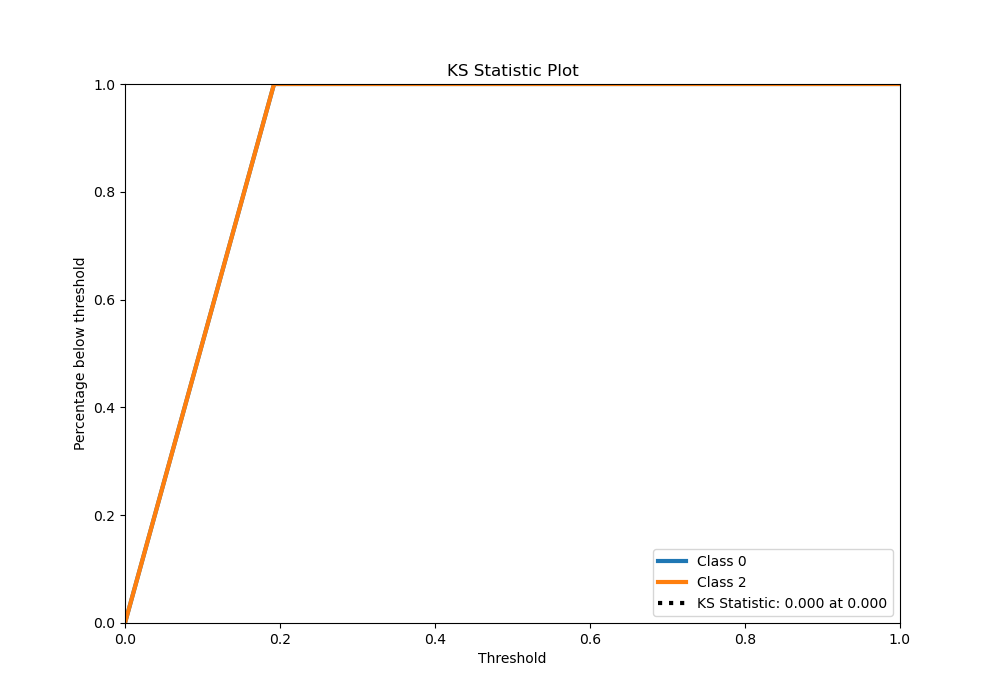 KS Statistic Plot
1.0
0.8
0.6
0.4
0.2
0.0
Percentage below threshold
0.0 0.2 0.4 0.6 0.8 1.0
Threshold
Class 0
Class 2
KS Statistic: 0.000 at 0.000